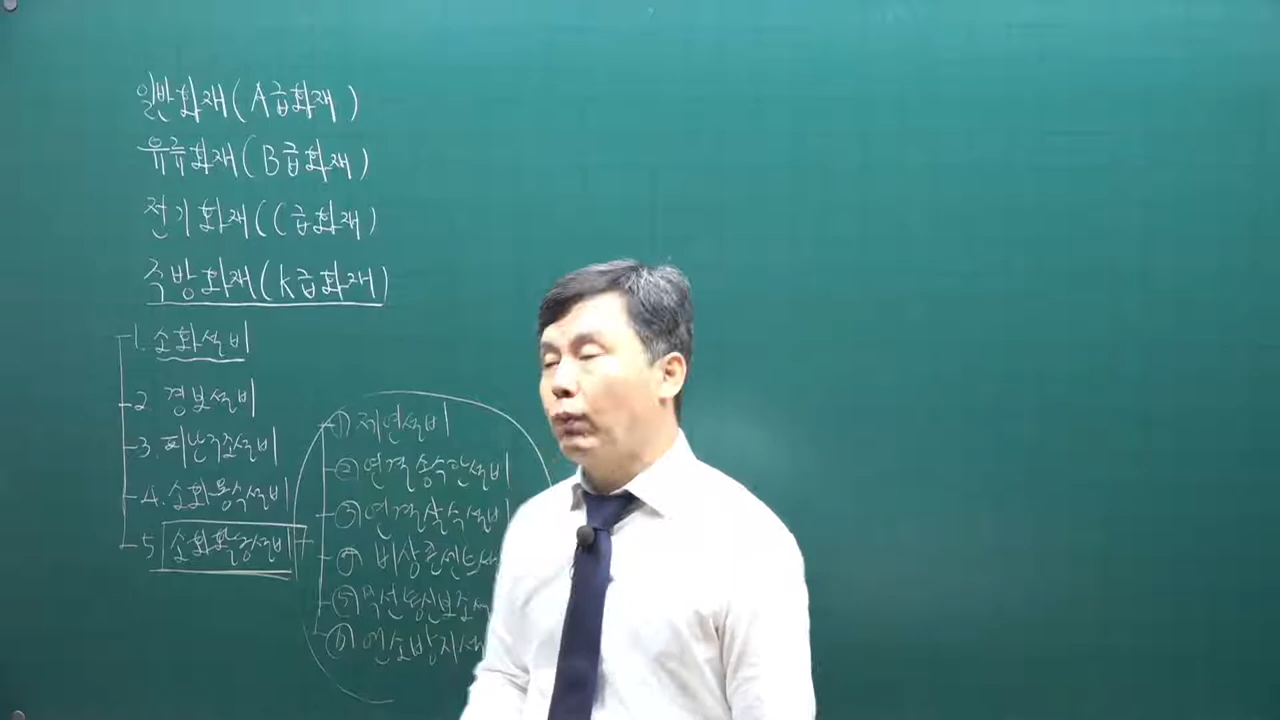 일반화재(A급화재)
유류화재(B급화재)
전기화재(C급화재)
주방화재(K급화재)
1. 소화설비
2. 경보설비
3. 피난구조설비
4. 소화용수설비
5 소화활동설비
① 제연설비
② 연결송수관설비
③ 연결살수설비
④ 비상콘센트
⑤ 무선통신보조
⑥ 연소방지